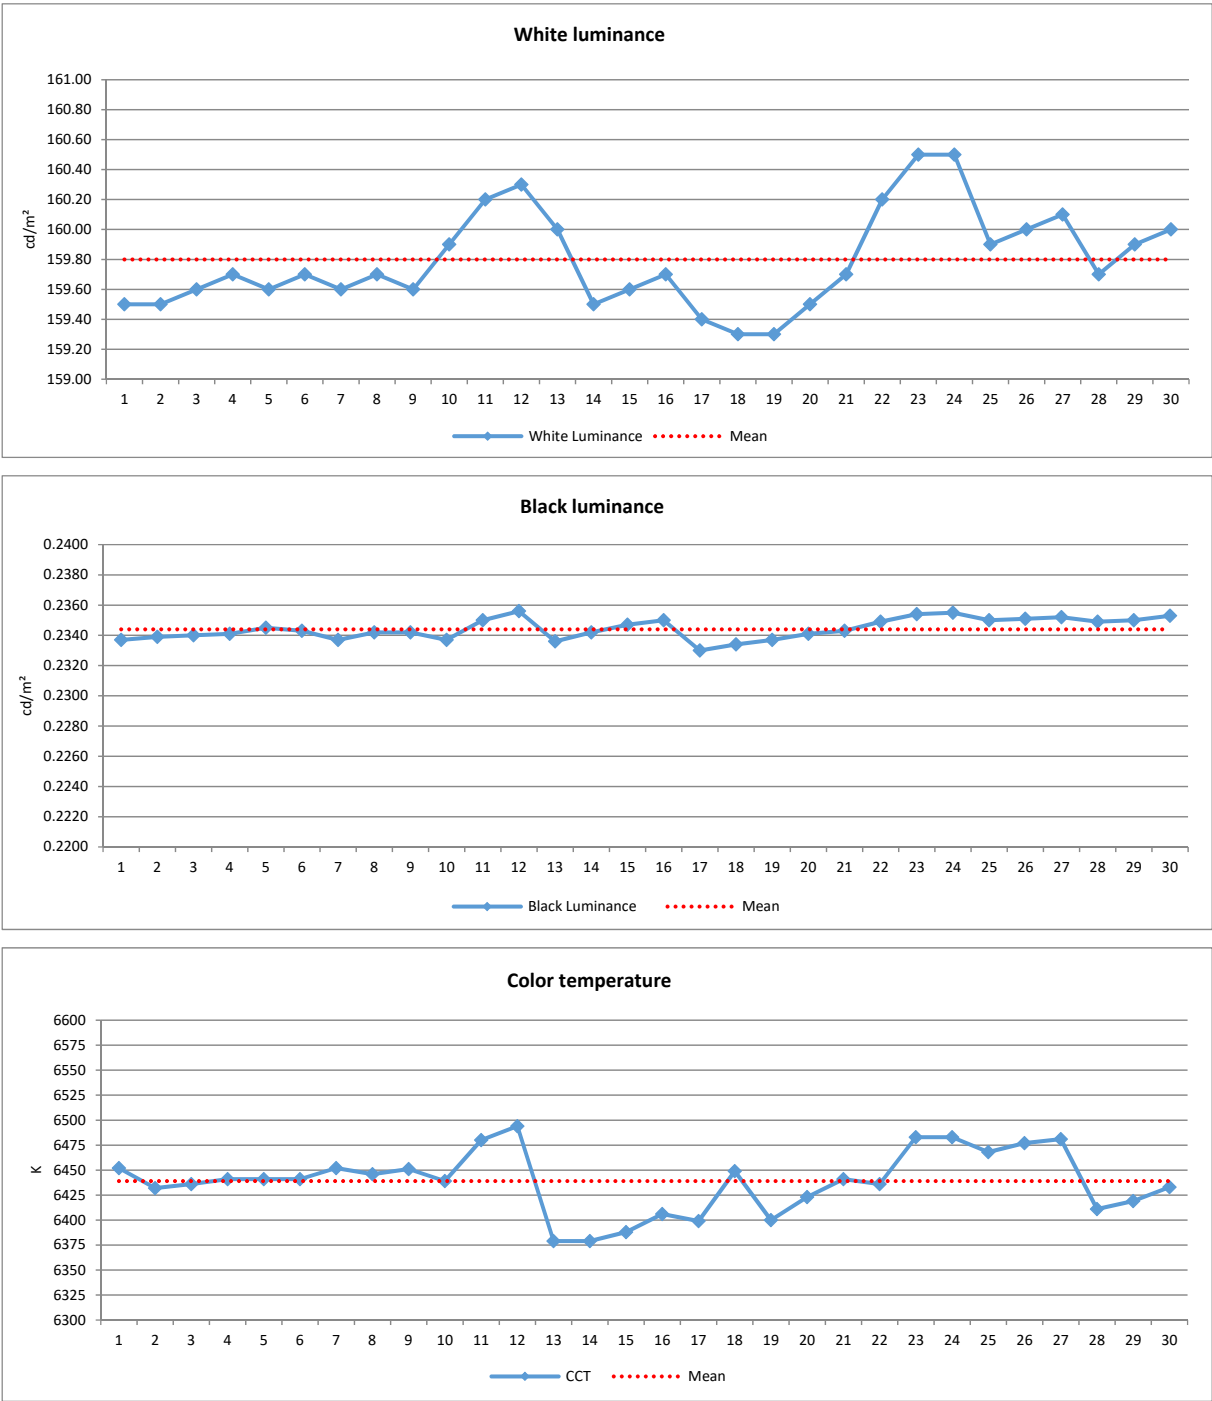 White luminance
161.00
160.80
160.60
160.40
160.20
160.00
159.80
159.60
159.40
159.20
159.00
cd/m²
1 2 3 4 5 6 7 8 9 10 11 12 13 14 15 16 17 18 19 20 21 22 23 24 25 26 27 28 29 30
White Luminance Mean
Black luminance
0.2400
0.2380
0.2360
0.2340
0.2320
0.2300
0.2280
0.2260
0.2240
0.2220
0.2200
cd/m²
1 2 3 4 5 6 7 8 9 10 11 12 13 14 15 16 17 18 19 20 21 22 23 24 25 26 27 28 29 30
Black Luminance Mean
Color temperature
6600
6575
6550
6525
6500
6475
6450
6425
6400
6375
6350
6325
6300
K
1 2 3 4 5 6 7 8 9 10 11 12 13 14 15 16 17 18 19 20 21 22 23 24 25 26 27 28 29 30
CCT Mean